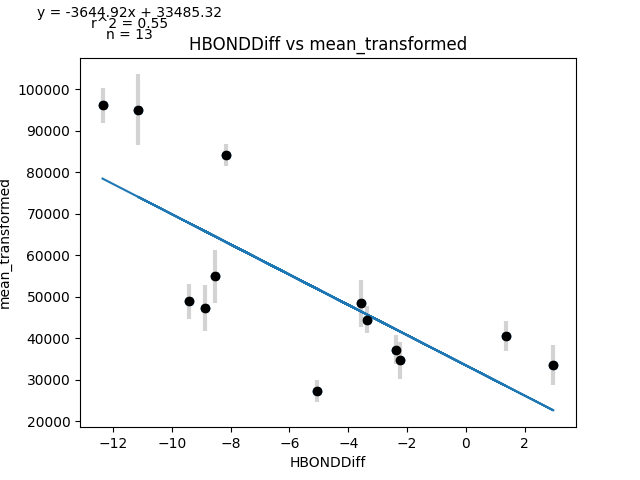 y = -3644.92x + 33485.32
r^2 = 0.55
n = 13
HBONDDiff vs mean_transformed
100000
90000
80000
70000
60000
50000
40000
30000
20000
mean_transformed
−12
−10
−8
−6
−4
−2
0
2
HBONDDiff